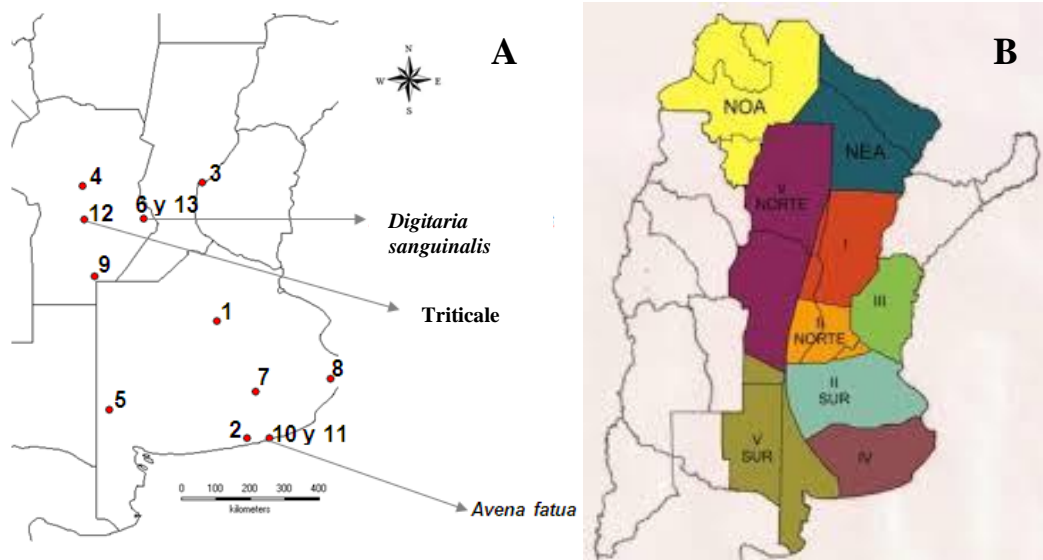 A
N
W
E
S
4
3
12
6 y 13
Digitaria
sanguinalis
9
Triticale
1
8
7
5
2
10 y 11
0 100 200 300 400
kilometers
Avena fatua
B
NOA
NEA
V
NORTE
I
III
II
NORTE
II
SUR
V
SUR
IV